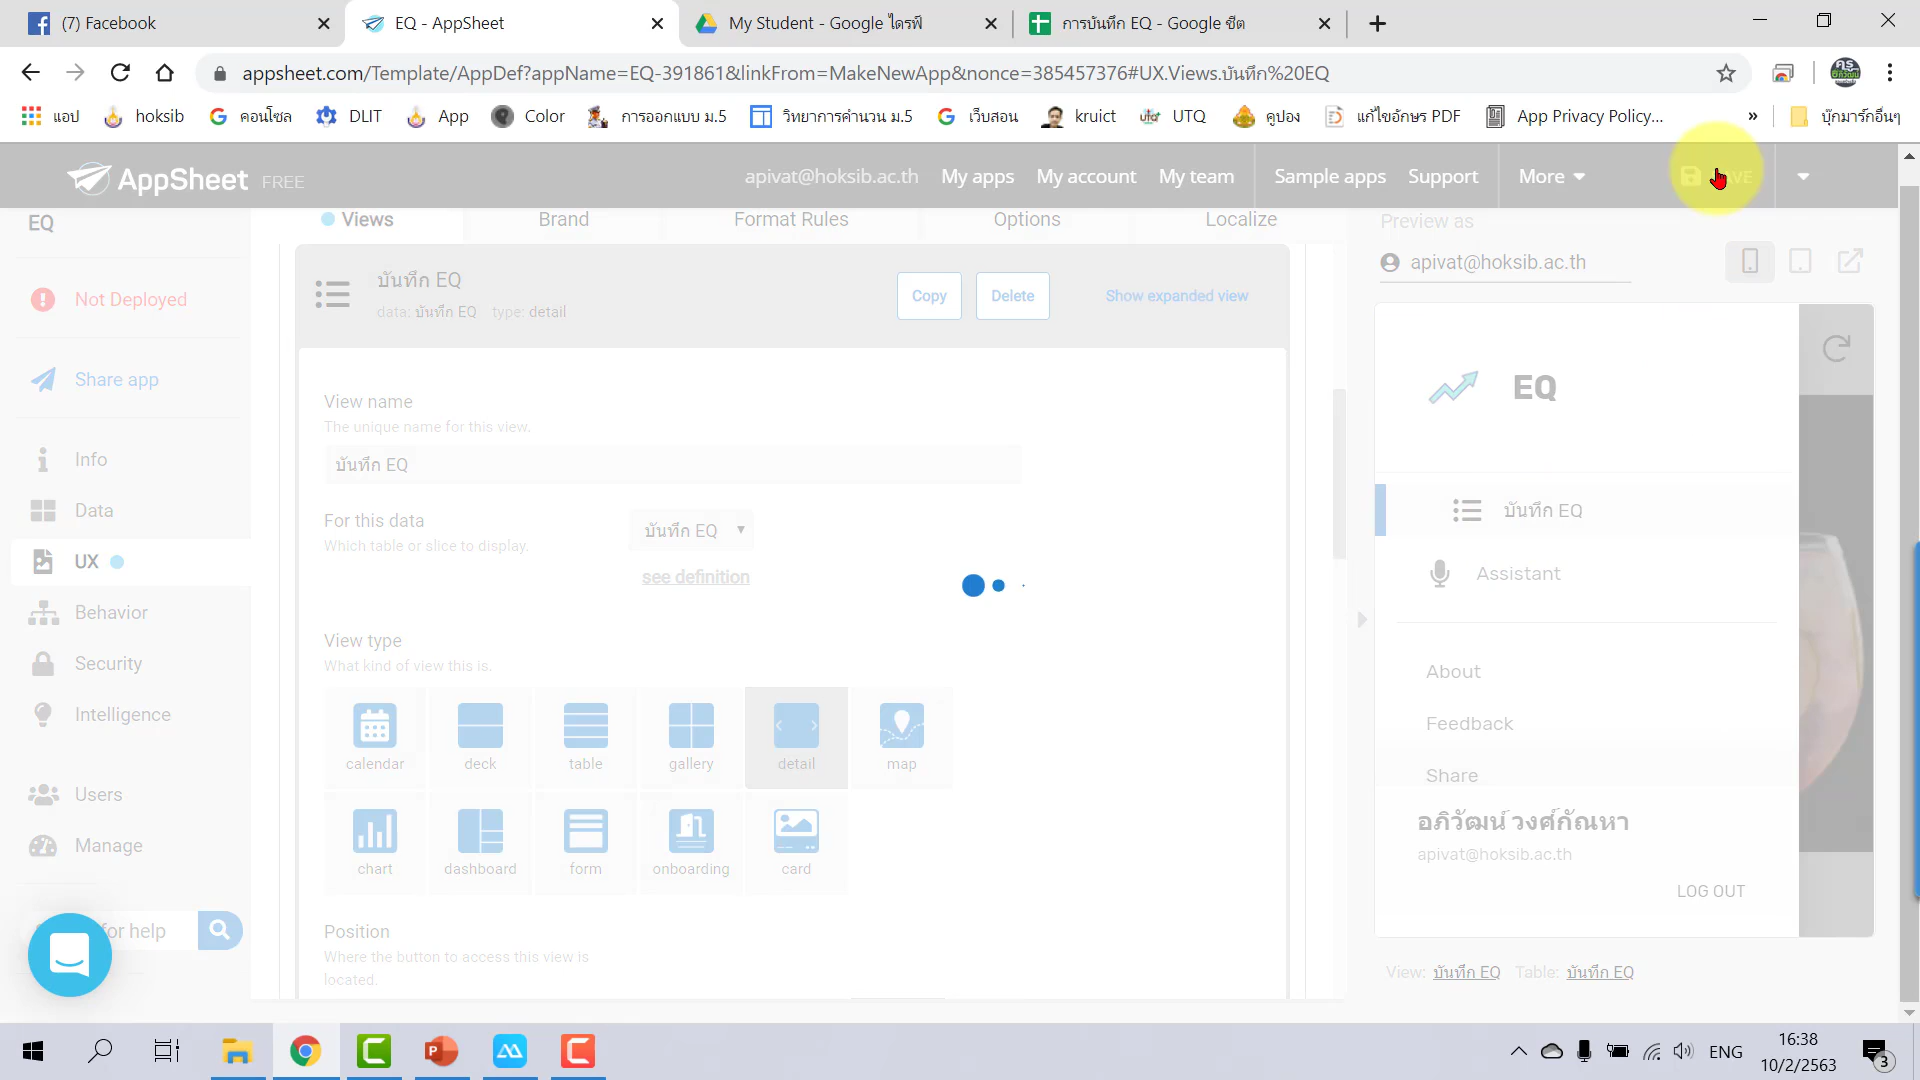 (7) Facebook
EQ - AppSheet
My Student - Google ไดรฟ์
การบันทึก EQ - Google ชีต
appsheet.com/Template/AppDef?appName=EQ-391861&linkFrom=MakeNewApp&nonce=385457376#UX.Views.บันทึก%20EQ
แอป
hoksib
คอนโซล
DLIT
App
Color
การออกแบบ ม.5
วิทยาการคำนวน ม.5
เว็บสอน
kruict
UTQ
คูปอง
แก้ไขอักษร PDF
App Privacy Policy...
»
บุ๊กมาร์กอื่นๆ
AppSheet FREE
apivat@hoksib.ac.th
My apps
My account
My team
Sample apps
Support
More
EQ
Views
Brand
Format Rules
Options
Localize
Preview as
apivat@hoksib.ac.th
Not Deployed
Share app
Info
Data
UX
Behavior
Security
Intelligence
Users
Manage
for help
บันทึก EQ
data: บันทึก EQ type: detail
Copy
Delete
Show expanded view
View name
The unique name for this view.
บันทึก EQ
For this data
Which table or slice to display.
บันทึก EQ
see definition
View type
What kind of view this is.
calendar
deck
table
gallery
detail
map
chart
dashboard
form
onboarding
card
Position
Where the button to access this view is
located.
EQ
บันทึก EQ
Assistant
About
Feedback
Share
อภิวัฒน์ วงศ์กัณหา
apivat@hoksib.ac.th
LOG OUT
View: บันทึก EQ Table: บันทึก EQ
ENG
16:38
10/2/2563
3